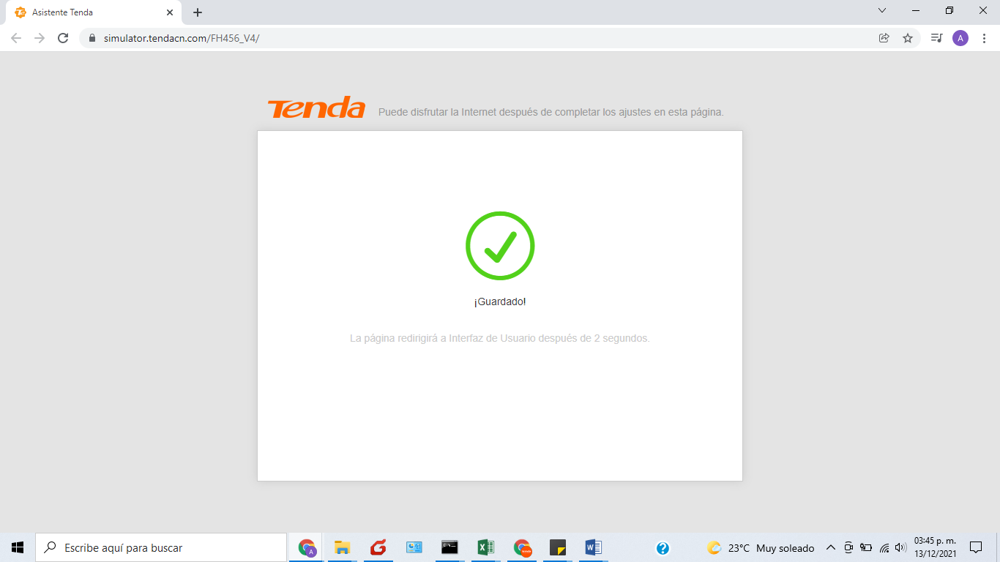 Asistente Tenda
simulator.tendacn.com/FH456_V4/
A
Tenda
Puede disfrutar la Internet después de completar los ajustes en esta página.
¡Guardado!
La página redirigirá a Interfaz de Usuario después de 2 segundos.
Escribe aquí para buscar
A
23°C Muy soleado
03:45 p. m.
13/12/2021